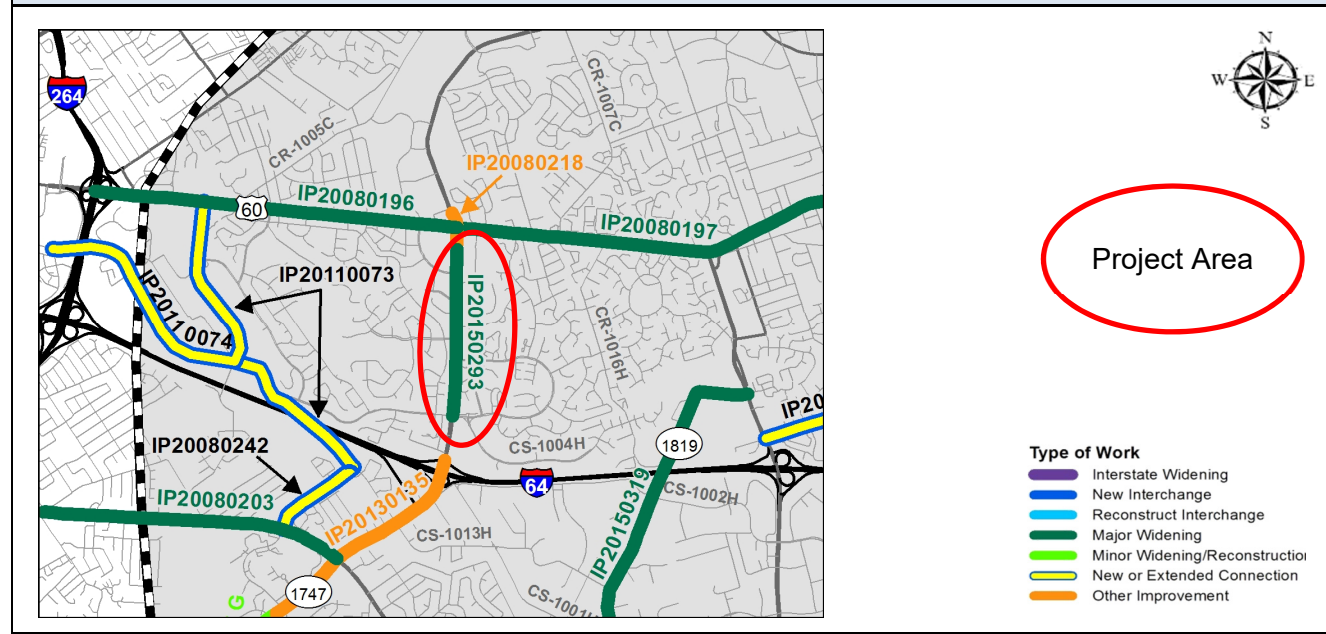 264
CR-1005C
CR-1007C
IP20080218
IP20080196
60
IP20080197
IP20110073
IP20110074
IP20150293
CR-1016H
IP20
IP20080242
CS-1004H
1819
64
IP20080203
IP20130135
CS-1002H
IP20150319
CS-1013H
1747
CS-1001H
G
N
W
E
S
Project Area
Type of Work
Interstate Widening
New Interchange
Reconstruct Interchange
Major Widening
Minor Widening/Reconstruction
New or Extended Connection
Other Improvement